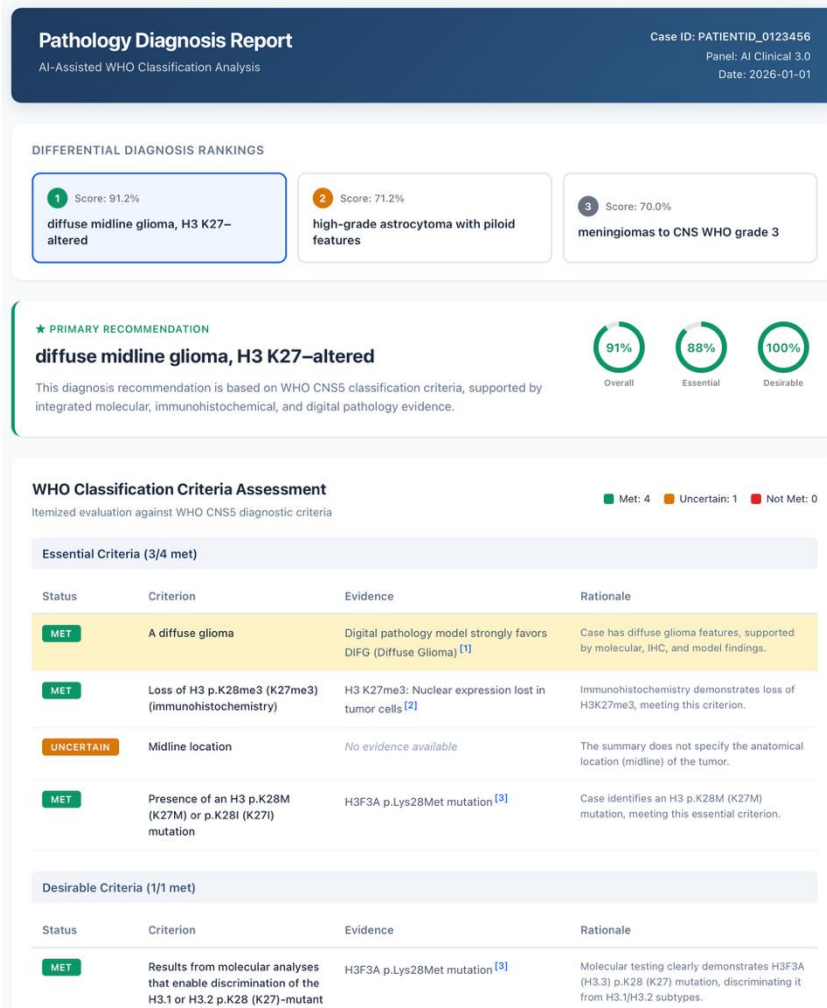 Pathology Diagnosis Report
AI-Assisted WHO Classification Analysis
Case ID: PATIENTID_0123456
Panel: AI Clinical 3.0
Date: 2026-01-01
DIFFERENTIAL DIAGNOSIS RANKINGS
1 Score: 91.2%
diffuse midline glioma, H3 K27–
altered
2 Score: 71.2%
high-grade astrocytoma with piloid
features
3 Score: 70.0%
meningiomas to CNS WHO grade 3
★ PRIMARY RECOMMENDATION
diffuse midline glioma, H3 K27–altered
This diagnosis recommendation is based on WHO CNS5 classification criteria, supported by
integrated molecular, immunohistochemical, and digital pathology evidence.
91%
Overall
88%
Essential
100%
Desirable
WHO Classification Criteria Assessment
Itemized evaluation against WHO CNS5 diagnostic criteria
Met: 4 Uncertain: 1 Not Met: 0
Essential Criteria (3/4 met)
Status Criterion Evidence Rationale
MET
A diffuse glioma
Digital pathology model strongly favors
DIFG (Diffuse Glioma) [1]
Case has diffuse glioma features, supported
by molecular, IHC, and model findings.
MET
Loss of H3 p.K28me3 (K27me3)
(immunohistochemistry)
H3 K27me3: Nuclear expression lost in
tumor cells [2]
Immunohistochemistry demonstrates loss of
H3K27me3, meeting this criterion.
UNCERTAIN
Midline location
No evidence available
The summary does not specify the anatomical
location (midline) of the tumor.
MET
Presence of an H3 p.K28M
(K27M) or p.K28I (K27I)
mutation
H3F3A p.Lys28Met mutation [3]
Case identifies an H3 p.K28M (K27M)
mutation, meeting this essential criterion.
Desirable Criteria (1/1 met)
Status Criterion Evidence Rationale
MET
Results from molecular analyses
that enable discrimination of the
H3.1 or H3.2 p.K28 (K27)-mutant
H3F3A p.Lys28Met mutation [3]
Molecular testing clearly demonstrates H3F3A
(H3.3) p.K28 (K27) mutation, discriminating it
from H3.1/H3.2 subtypes.